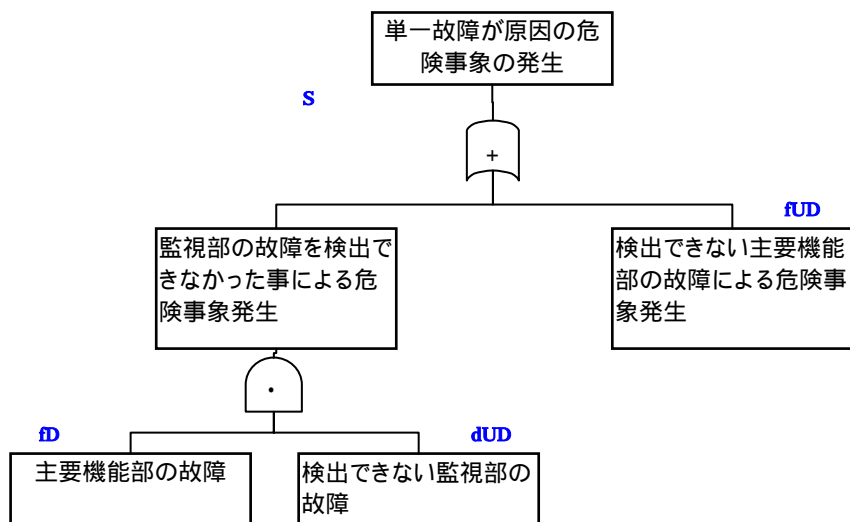 単一故障が原因の危
険事象の発生
S
+
fUD
監視部の故障を検出で
きなかった事による危
険事象発生
検出できない主要機能
部の故障による危険事
象発生
・
fD
dUD
主要機能部の故障
検出できない監視部の
故障